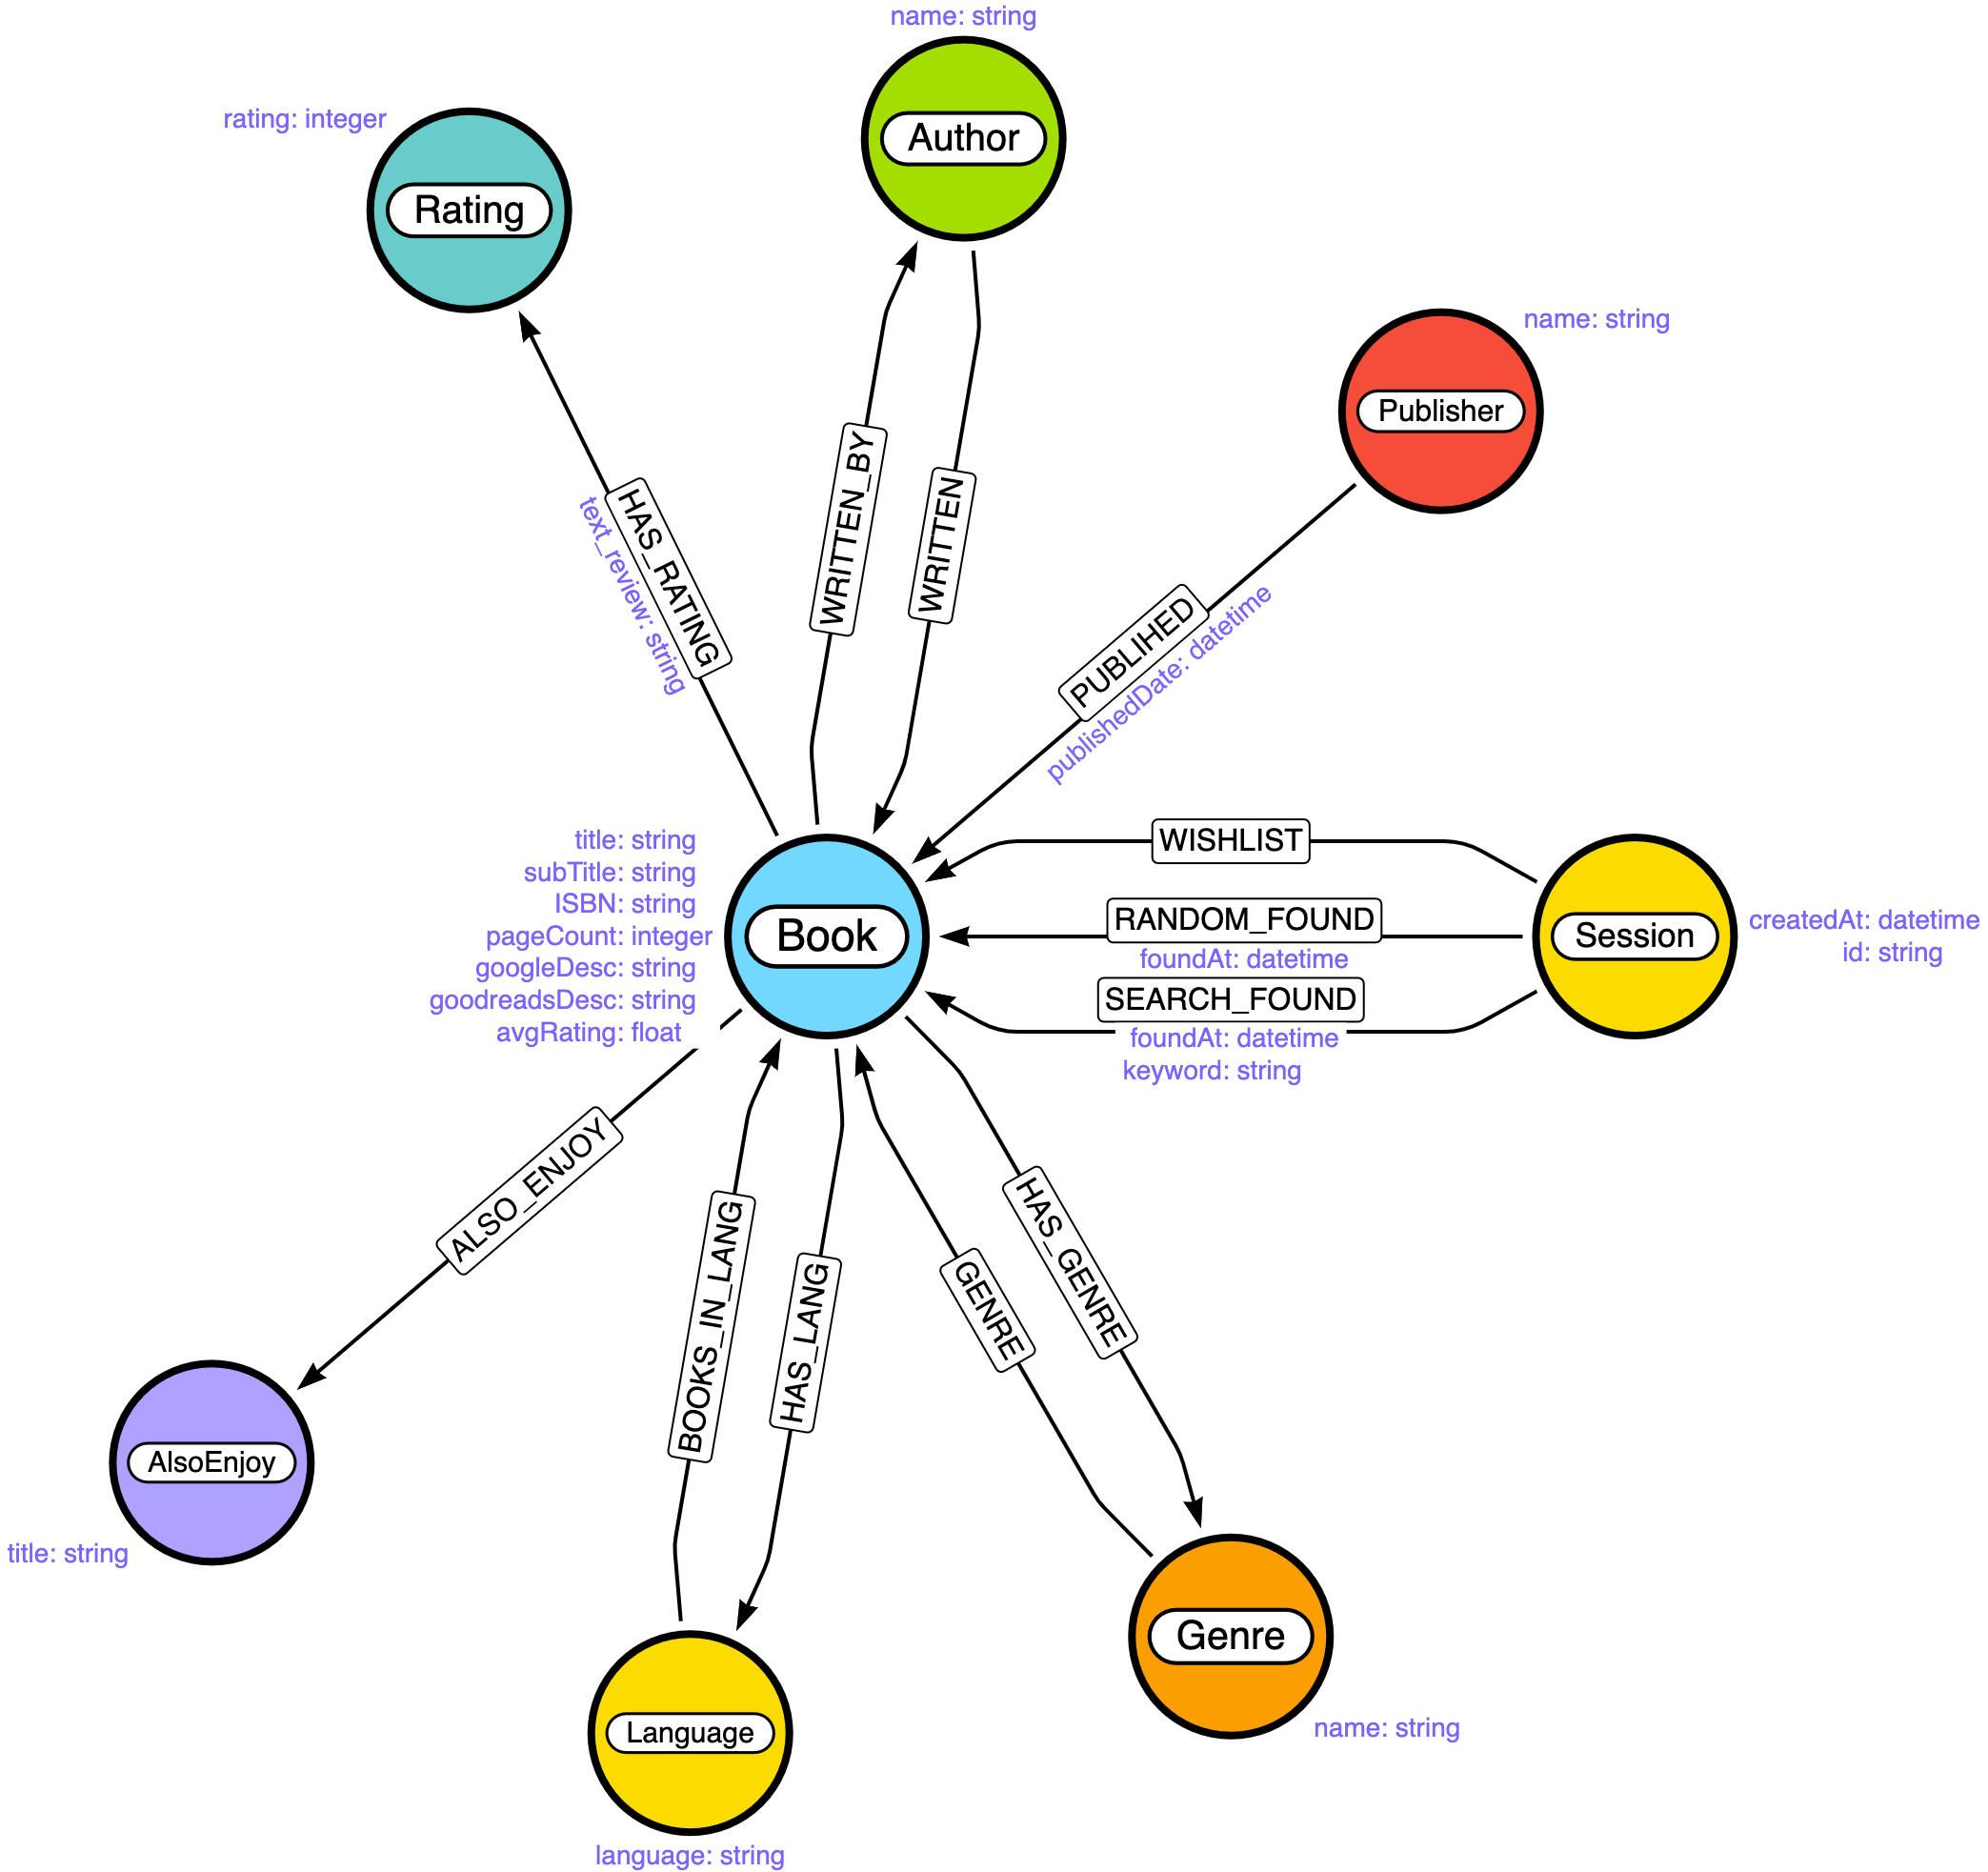 name: string
Author
rating: integer
Rating
name: string
Publisher
WRITTEN_BY
WRITTEN
HAS_RATING
text_review: string
PUBLIHED
publishedDate: datetime
title: string
subTitle: string
ISBN: string
pageCount: integer
googleDesc: string
goodreadsDesc: string
avgRating: float
Book
WISHLIST
RANDOM_FOUND
foundAt: datetime
SEARCH_FOUND
foundAt: datetime
keyword: string
Session
createdAt: datetime
id: string
ALSO_ENJOY
BOOKS_IN_LANG
HAS_LANG
GENRE
HAS_GENRE
AlsoEnjoy
title: string
Genre
name: string
Language
language: string